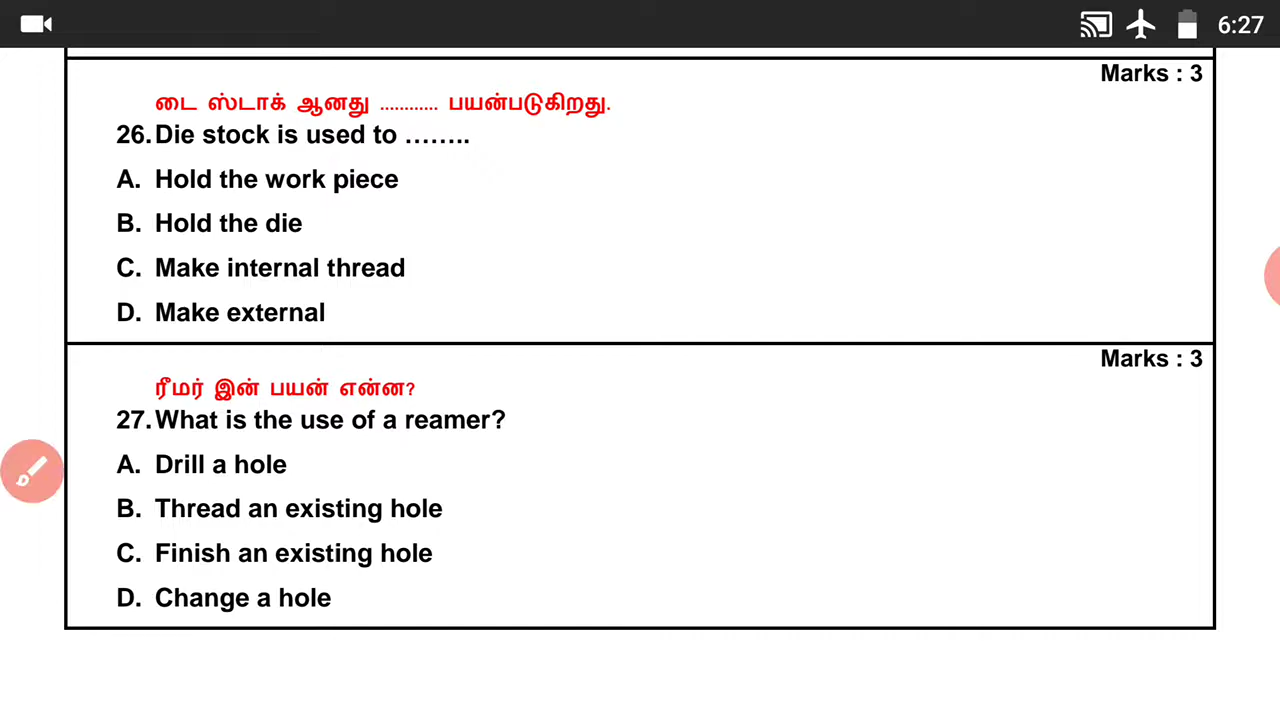 6:27
Marks : 3
டை ஸ்டாக் ஆனது ............ பயன்படுகிறது.
26. Die stock is used to ……..
A. Hold the work piece
B. Hold the die
C. Make internal thread
D. Make external
Marks : 3
ரீமர் இன் பயன் என்ன?
27. What is the use of a reamer?
A. Drill a hole
B. Thread an existing hole
C. Finish an existing hole
D. Change a hole